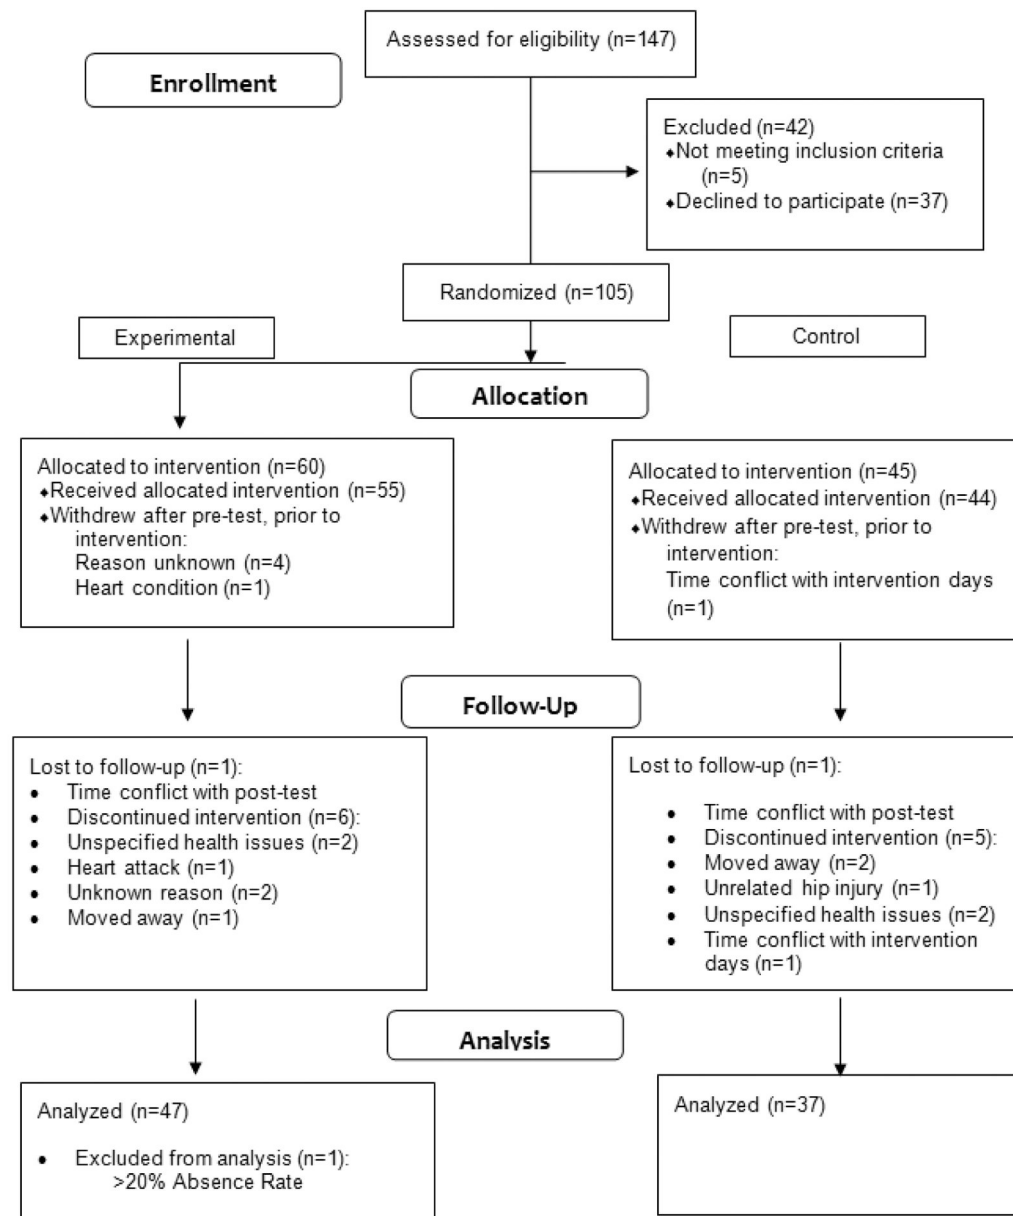 Assessed for eligibility (n=147)
Enrollment
Excluded (n=42)
⬥Not meeting inclusion criteria
(n=5)
⬥Declined to participate (n=37)
Randomized (n=105)
Experimental
Control
Allocation
Allocated to intervention (n=60)
⬥Received allocated intervention (n=55)
⬥Withdrew after pre-test, prior to
intervention:
Reason unknown (n=4)
Heart condition (n=1)
Allocated to intervention (n=45)
⬥Received allocated intervention (n=44)
⬥Withdrew after pre-test, prior to
intervention:
Time conflict with intervention days
(n=1)
Follow-Up
Lost to follow-up (n=1):
• Time conflict with post-test
• Discontinued intervention (n=6):
• Unspecified health issues (n=2)
• Heart attack (n=1)
• Unknown reason (n=2)
• Moved away (n=1)
Lost to follow-up (n=1):
• Time conflict with post-test
• Discontinued intervention (n=5):
• Moved away (n=2)
• Unrelated hip injury (n=1)
• Unspecified health issues (n=2)
• Time conflict with intervention
days (n=1)
Analysis
Analyzed (n=47)
• Excluded from analysis (n=1):
>20% Absence Rate
Analyzed (n=37)